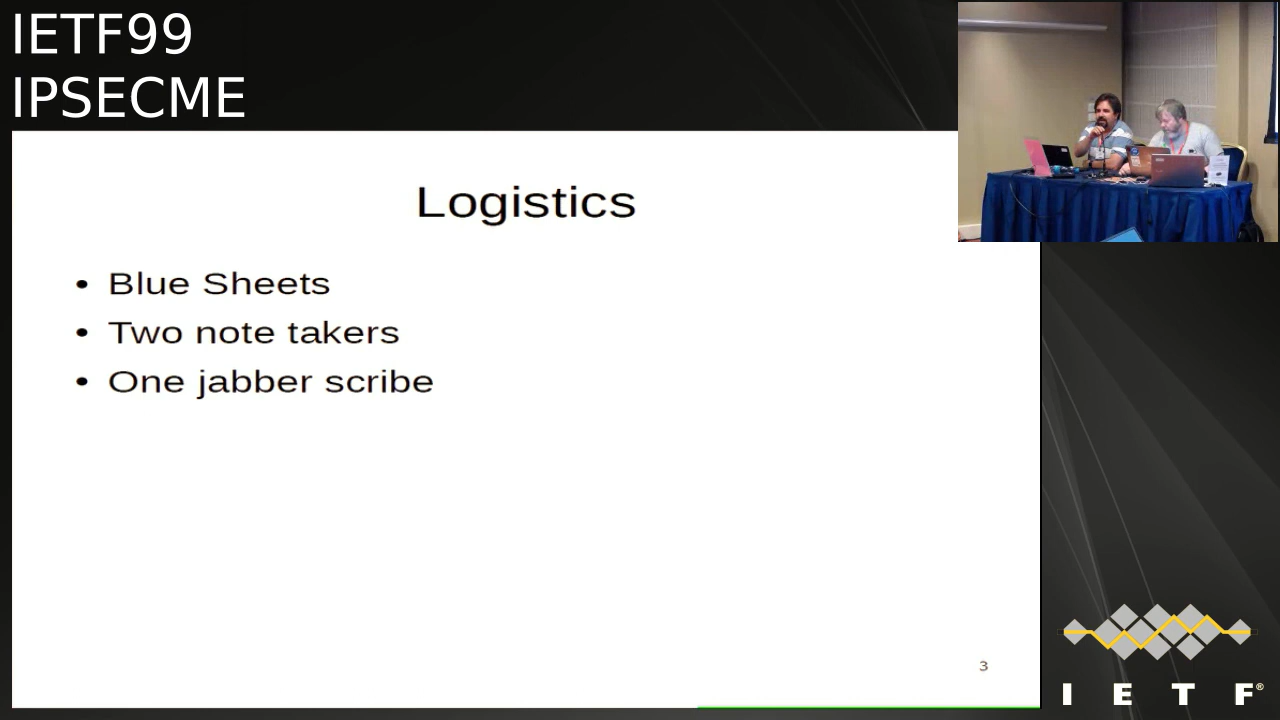 IETF99
IPSECME
Logistics
• Blue Sheets
• Two note takers
• One jabber scribe
3
I E T F®